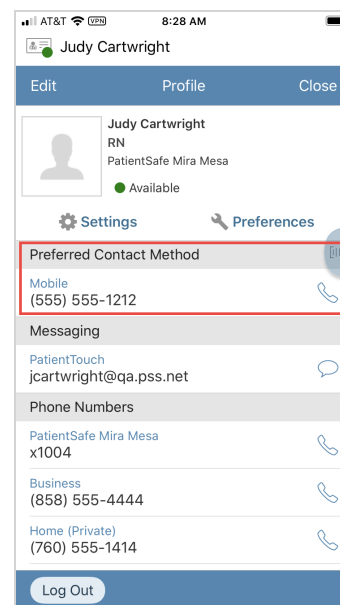 AT&T VPN 8:28 AM
Judy Cartwright
Edit Profile Close
Judy Cartwright
RN
PatientSafe Mira Mesa
Available
Settings Preferences
Preferred Contact Method
Mobile
(555) 555-1212
Messaging
PatientTouch
jcartwright@qa.pss.net
Phone Numbers
PatientSafe Mira Mesa
x1004
Business
(858) 555-4444
Home (Private)
(760) 555-1414
Log Out